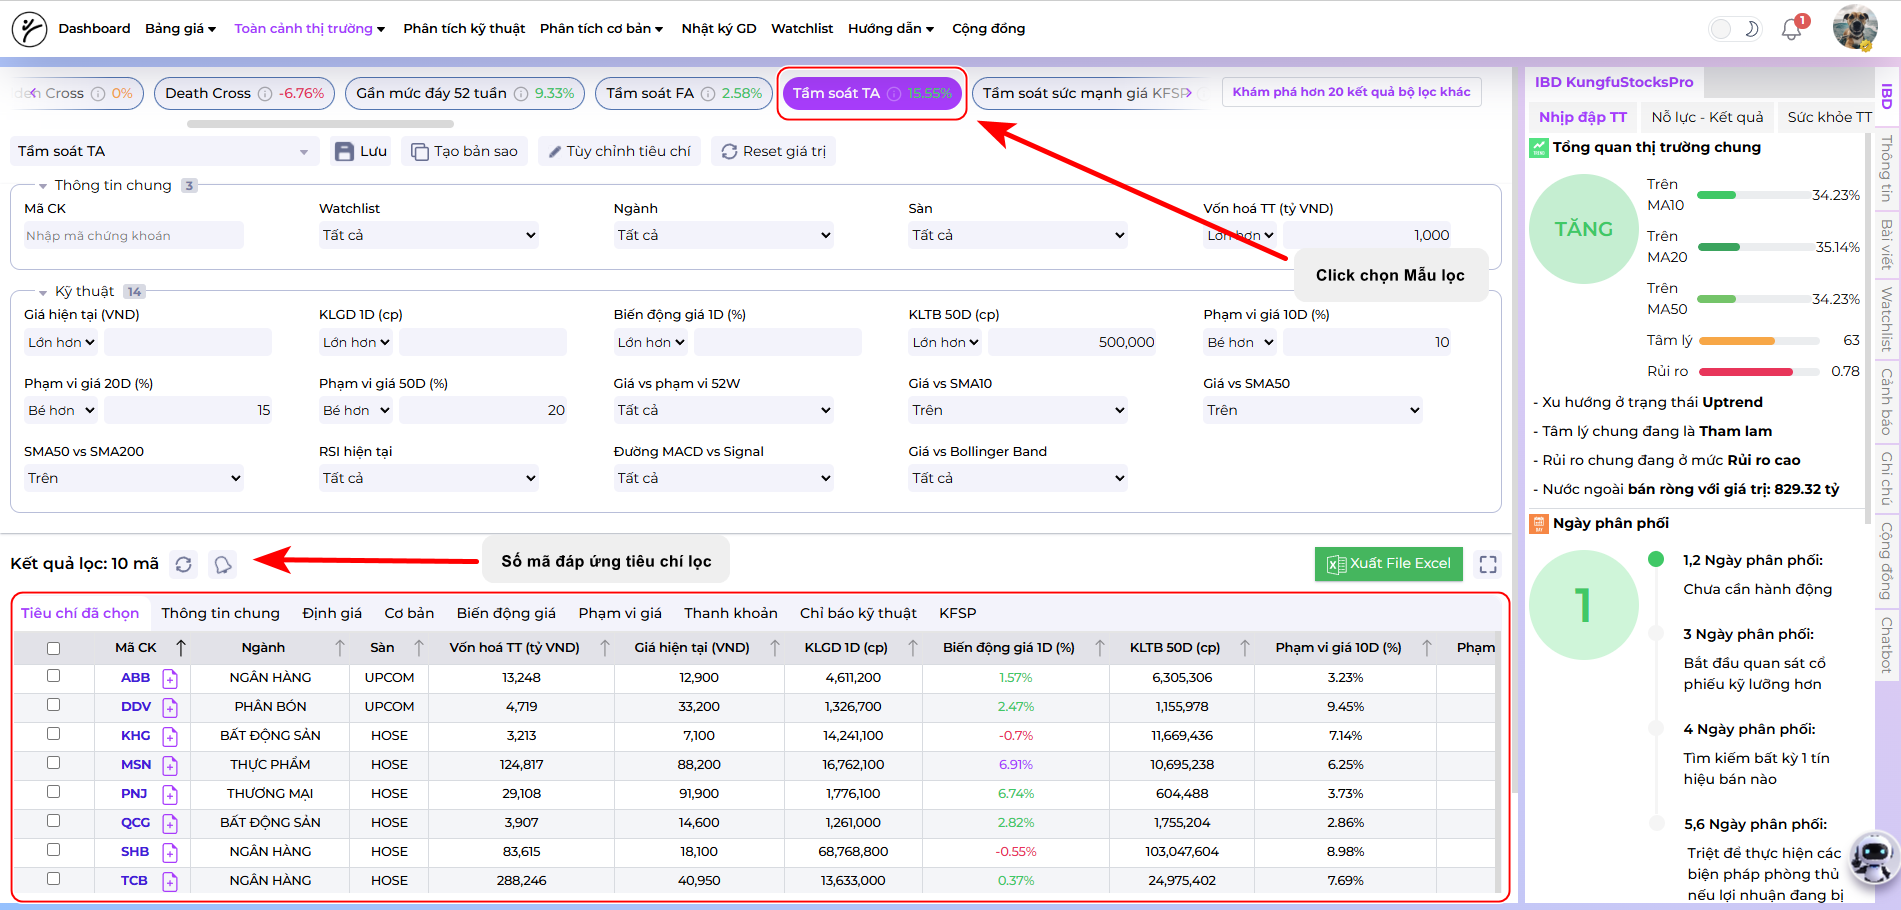 Dashboard Bảng giá Toàn cảnh thị trường Phân tích kỹ thuật Phân tích cơ bản Nhật ký GD Watchlist Hướng dẫn Cộng đồng 1
Cross 0% Death Cross -6.76% Gần mức đáy 52 tuần 9.33% Tầm soát FA 2.58% Tầm soát TA 15.55% Tầm soát sức mạnh giá KFSP Khám phá hơn 20 kết quả bộ lọc khác
Tầm soát TA Lưu Tạo bản sao Tùy chỉnh tiêu chí Reset giá trị
Thông tin chung 3
Mã CK Watchlist Ngành Sàn Vốn hoá TT (tỷ VND)
Nhập mã chứng khoán Tất cả Tất cả Tất cả Lớn hơn 1,000
Click chọn Mẫu lọc
Kỹ thuật 14
Giá hiện tại (VND) KLGD 1D (cp) Biến động giá 1D (%) KLTB 50D (cp) Phạm vi giá 10D (%)
Lớn hơn Lớn hơn Lớn hơn Lớn hơn 500,000 Bé hơn 10
Phạm vi giá 20D (%) Phạm vi giá 50D (%) Giá vs phạm vi 52W Giá vs SMA10 Giá vs SMA50
Bé hơn 15 Bé hơn 20 Tất cả Trên Trên
SMA50 vs SMA200 RSI hiện tại Đường MACD vs Signal Giá vs Bollinger Band
Trên Tất cả Tất cả Tất cả
Kết quả lọc: 10 mã Số mã đáp ứng tiêu chí lọc Xuất File Excel
Tiêu chí đã chọn Thông tin chung Định giá Cơ bản Biến động giá Phạm vi giá Thanh khoản Chỉ báo kỹ thuật KFSP
Mã CK Ngành Sàn Vốn hoá TT (tỷ VND) Giá hiện tại (VND) KLGD 1D (cp) Biến động giá 1D (%) KLTB 50D (cp) Phạm vi giá 10D (%) Phạm
ABB NGÂN HÀNG UPCOM 13,248 12,900 4,611,200 1.57% 6,305,306 3.23%
DDV PHÂN BÓN UPCOM 4,719 33,200 1,326,700 2.47% 1,155,978 9.45%
KHG BẤT ĐỘNG SẢN HOSE 3,213 7,100 14,241,100 -0.7% 11,669,436 7.14%
MSN THỰC PHẨM HOSE 124,817 88,200 16,762,100 6.91% 10,695,238 6.25%
PNJ THƯƠNG MẠI HOSE 29,108 91,900 1,776,100 6.74% 604,488 3.73%
QCG BẤT ĐỘNG SẢN HOSE 3,907 14,600 1,261,000 2.82% 1,755,204 2.86%
SHB NGÂN HÀNG HOSE 83,615 18,100 68,768,800 -0.55% 103,047,604 8.98%
TCB NGÂN HÀNG HOSE 288,246 40,950 13,633,000 0.37% 24,975,402 7.69%
IBD KungfuStocksPro
Nhịp đập TT Nỗ lực - Kết quả Sức khỏe TT
Tổng quan thị trường chung
TĂNG
Trên MA10 34.23%
Trên MA20 35.14%
Trên MA50 34.23%
Tâm lý 63
Rủi ro 0.78
- Xu hướng ở trạng thái Uptrend
- Tâm lý chung đang là Tham lam
- Rủi ro chung đang ở mức Rủi ro cao
- Nước ngoài bán ròng với giá trị: 829.32 tỷ
Ngày phân phối
1
1,2 Ngày phân phối:
Chưa cần hành động
3 Ngày phân phối:
Bắt đầu quan sát cổ
phiếu kỹ lưỡng hơn
4 Ngày phân phối:
Tìm kiếm bất kỳ 1 tín
hiệu bán nào
5,6 Ngày phân phối:
Triệt để thực hiện các
biện pháp phòng thủ
nếu lợi nhuận đang bị
IBD
Thông tin
Bài viết
Watchlist
Cảnh báo
Ghi chú
Cộng đồng
Chatbot